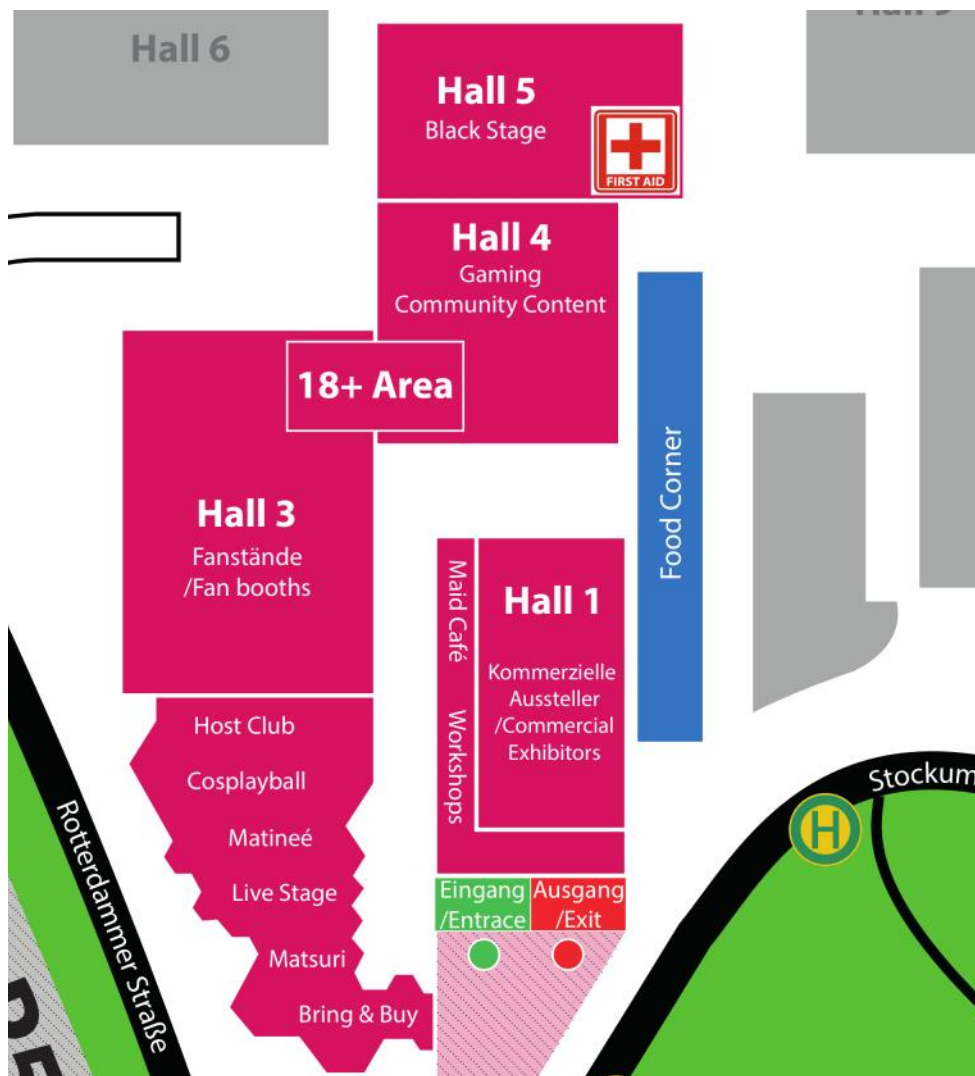 Hall 6
Hall 5
Black Stage
FIRST AID
Hall 4
Gaming
Community Content
18+ Area
Hall 3
Fanstände
/Fan booths
Food Corner
Maid Café
Workshops
Hall 1
Kommerzielle
Aussteller
/Commercial
Exhibitors
Host Club
Cosplayball
Matineé
Live Stage
Matsuri
Bring & Buy
Eingang
/Entrace
Ausgang
/Exit
Rotterdammer Straße
Stockum
H